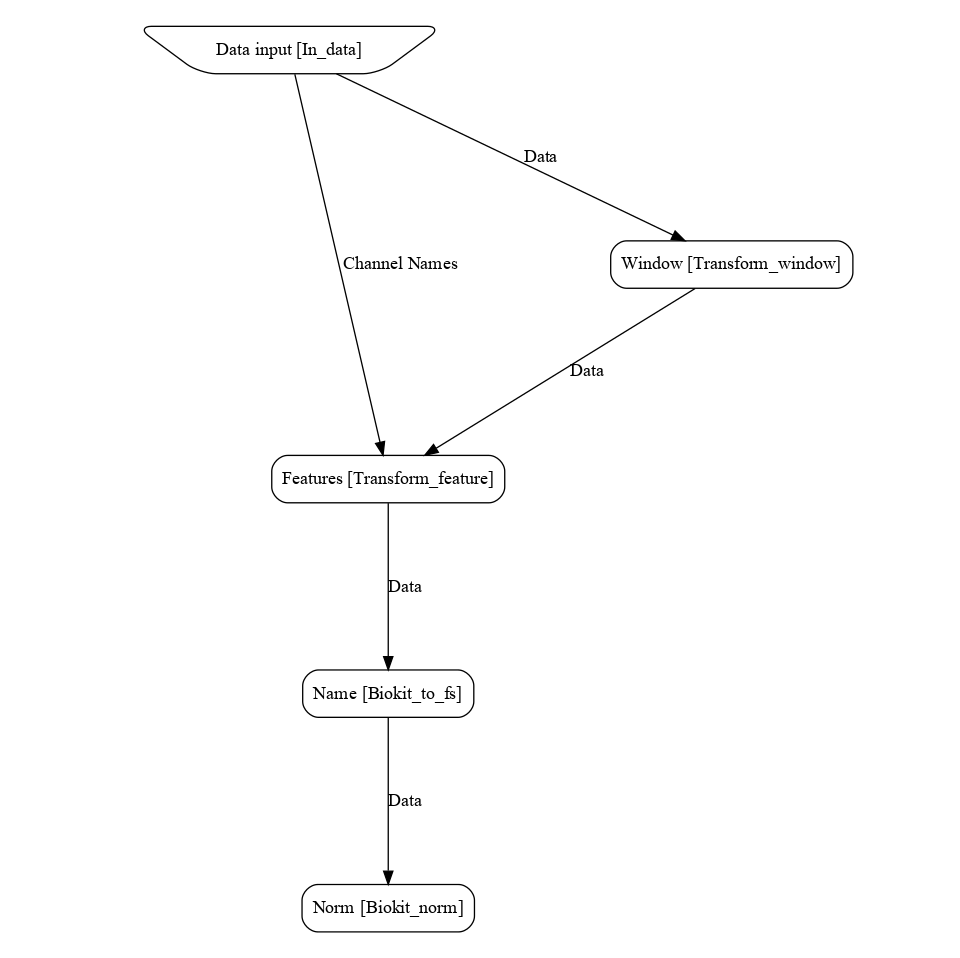 Data input [In_data]
Data
Window [Transform_window]
Channel Names
Data
Features [Transform_feature]
Data
Name [Biokit_to_fs]
Data
Norm [Biokit_norm]